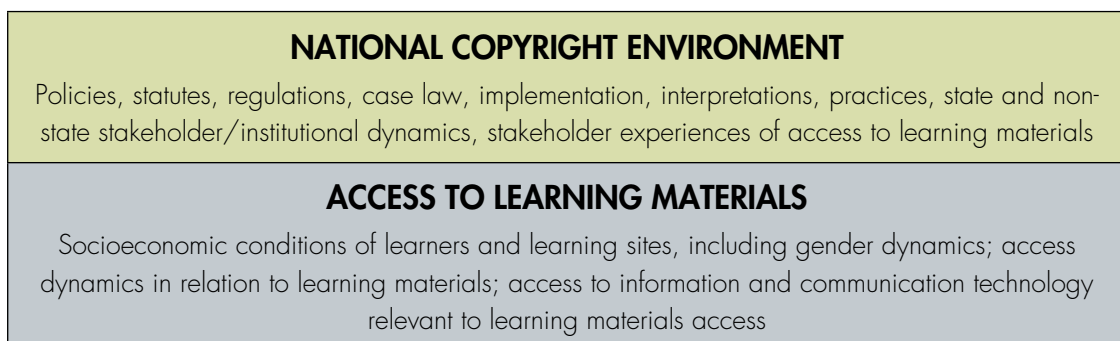 NATIONAL COPYRIGHT ENVIRONMENT
Policies, statutes, regulations, case law, implementation, interpretations, practices, state and non-
state stakeholder/institutional dynamics, stakeholder experiences of access to learning materials
ACCESS TO LEARNING MATERIALS
Socioeconomic conditions of learners and learning sites, including gender dynamics; access
dynamics in relation to learning materials; access to information and communication technology
relevant to learning materials access